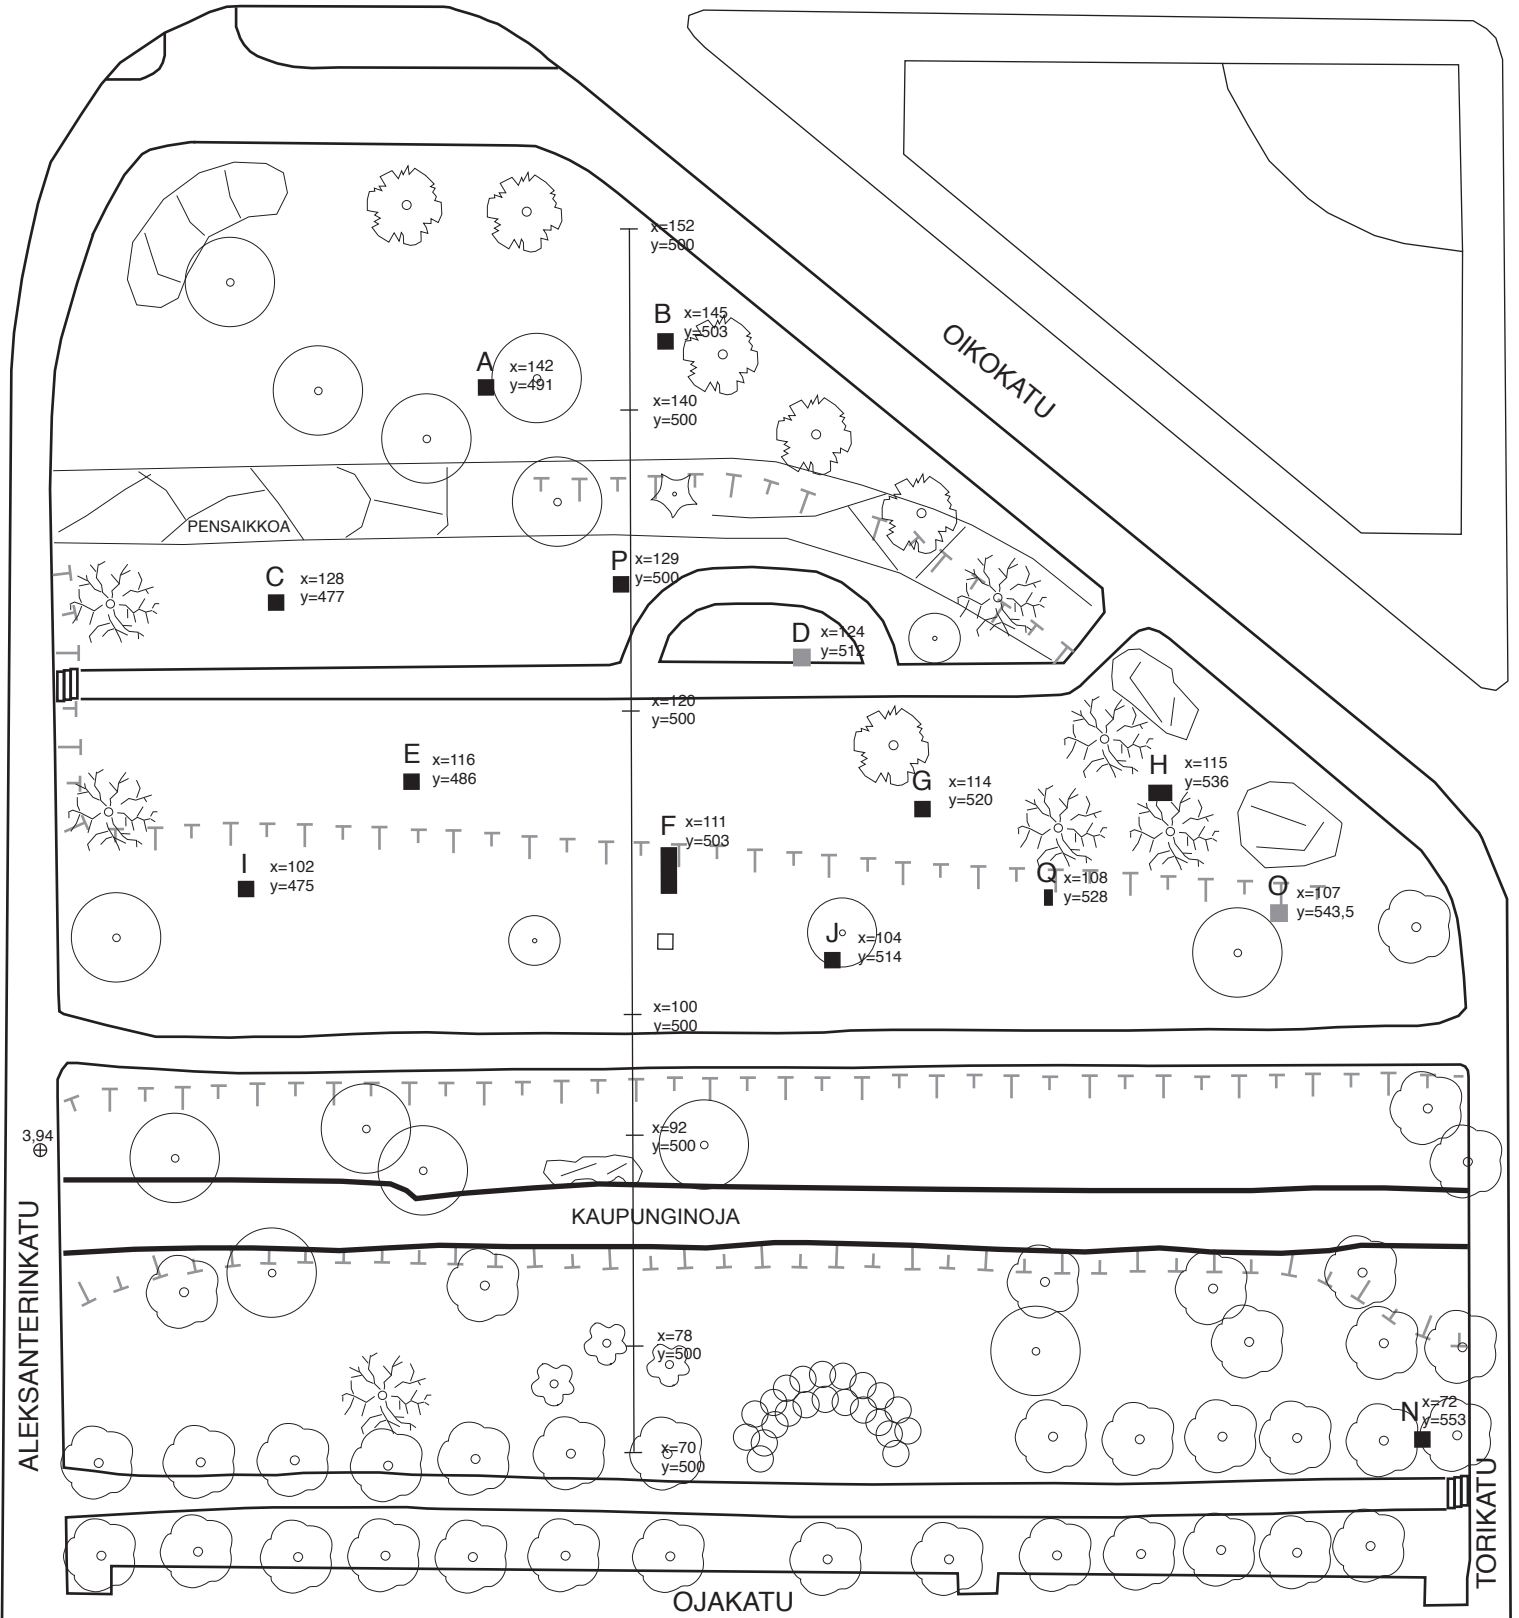 x=152
y=500
B
x=145
y=503
OIKOKATU
A
x=142
y=491
x=140
y=500
PENSAIKKOA
P
x=129
y=500
C
x=128
y=477
D
x=124
y=512
x=120
y=500
E
x=116
y=486
H
x=115
y=536
G
x=114
y=520
F
x=111
y=503
I
x=102
y=475
Q
x=108
y=528
O
x=107
y=543,5
J
x=104
y=514
x=100
y=500
3,94
x=92
y=500
KAUPUNGINOJA
ALEKSANTERINKATU
x=78
y=500
N
x=72
y=553
x=70
y=500
TORIKATU
OJAKATU